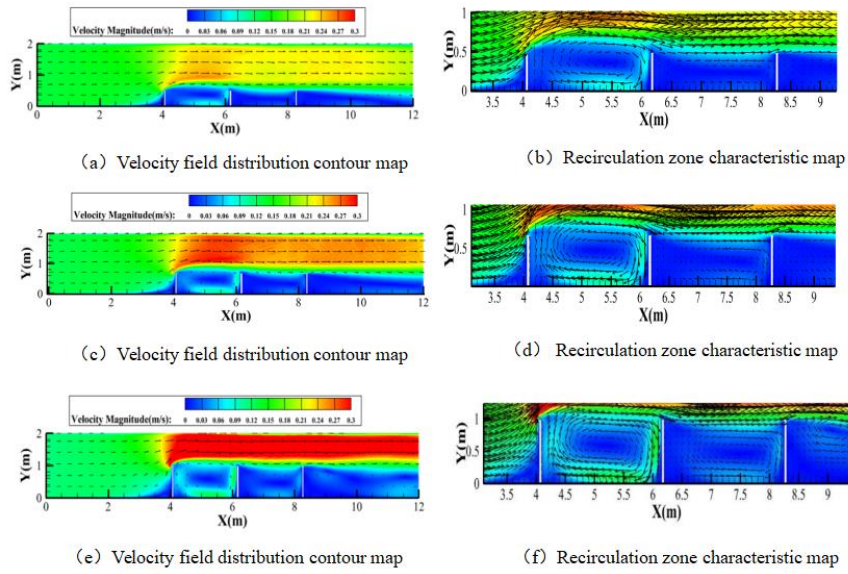 Velocity Magnitude(m/s): 0 0.03 0.06 0.09 0.12 0.15 0.18 0.21 0.24 0.27 0.3
Y(m)
2
1
0
0 2 4 6 8 10 12
X(m)
(a) Velocity field distribution contour map
Y(m)
1
0.5
0
3.5 4 4.5 5 5.5 6 6.5 7 7.5 8 8.5 9
X(m)
(b) Recirculation zone characteristic map
Velocity Magnitude(m/s): 0 0.03 0.06 0.09 0.12 0.15 0.18 0.21 0.24 0.27 0.3
Y(m)
2
1
0
0 2 4 6 8 10 12
X(m)
(c) Velocity field distribution contour map
Y(m)
1
0.5
3.5 4 4.5 5 5.5 6 6.5 7 7.5 8 8.5 9
X(m)
(d) Recirculation zone characteristic map
Velocity Magnitude(m/s): 0 0.03 0.06 0.09 0.12 0.15 0.18 0.21 0.24 0.27 0.3
Y(m)
2
1
0
0 2 4 6 8 10 12
X(m)
(e) Velocity field distribution contour map
Y(m)
1
0.5
0
3.5 4 4.5 5 5.5 6 6.5 7 7.5 8 8.5 9
X(m)
(f) Recirculation zone characteristic map